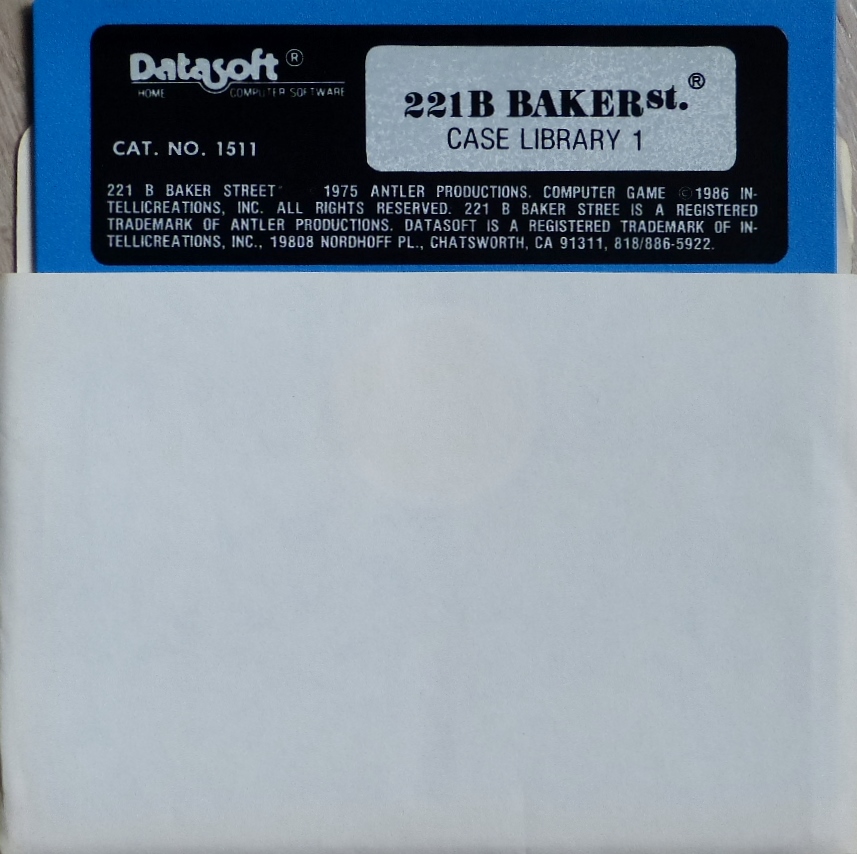 Datasoft ®
HOME COMPUTER SOFTWARE
CAT. NO. 1511
221B BAKER St. ®
CASE LIBRARY 1
221 B BAKER STREET 1975 ANTLER PRODUCTIONS. COMPUTER GAME © 1986 IN-
TELLICREATIONS, INC. ALL RIGHTS RESERVED. 221 B BAKER STREE IS A REGISTERED
TRADEMARK OF ANTLER PRODUCTIONS. DATASOFT IS A REGISTERED TRADEMARK OF IN-
TELLICREATIONS, INC., 19808 NORDHOFF PL., CHATSWORTH, CA 91311, 818/886-5922.